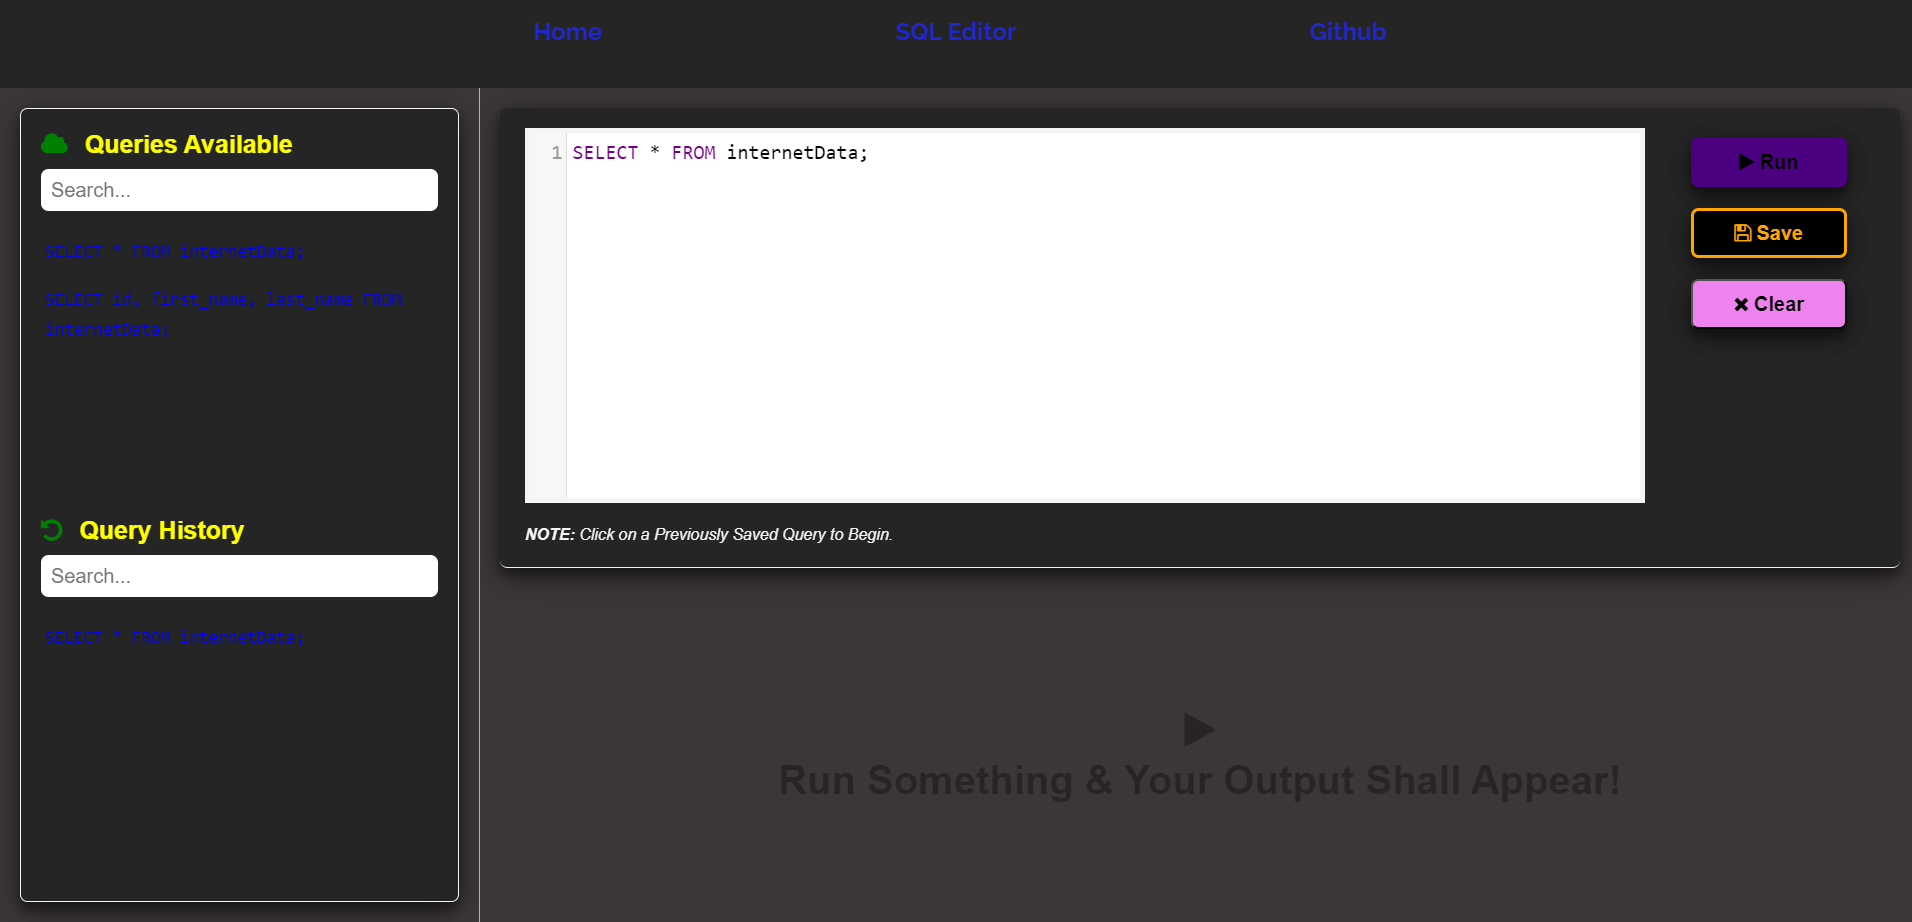 Home SQL Editor Github
Queries Available
Search...
SELECT * FROM internetData;
SELECT id, first_name, last_name FROM
internetData;
Query History
Search...
SELECT * FROM internetData;
1 SELECT * FROM internetData;
Run
Save
Clear
NOTE: Click on a Previously Saved Query to Begin.
Run Something & Your Output Shall Appear!